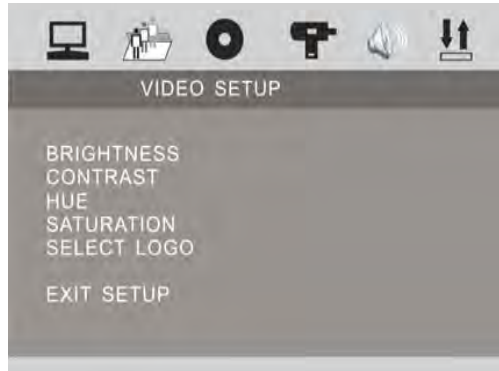 VIDEO SETUP
BRIGHTNESS
CONTRAST
HUE
SATURATION
SELECT LOGO
EXIT SETUP